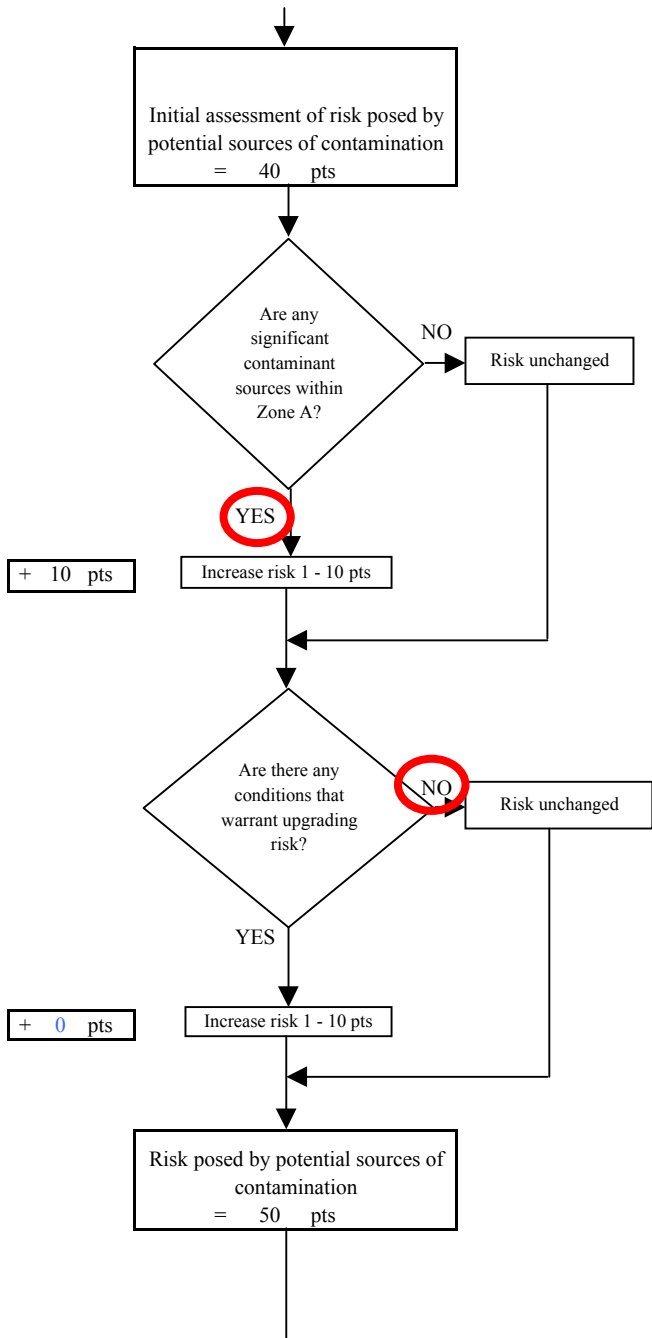 Initial assessment of risk posed by
potential sources of contamination
= 40 pts
Are any
significant
contaminant
sources within
Zone A?
NO
Risk unchanged
YES
+ 10 pts
Increase risk 1 - 10 pts
Are there any
conditions that
warrant upgrading
risk?
NO
Risk unchanged
YES
+ 0 pts
Increase risk 1 - 10 pts
Risk posed by potential sources of
contamination
= 50 pts